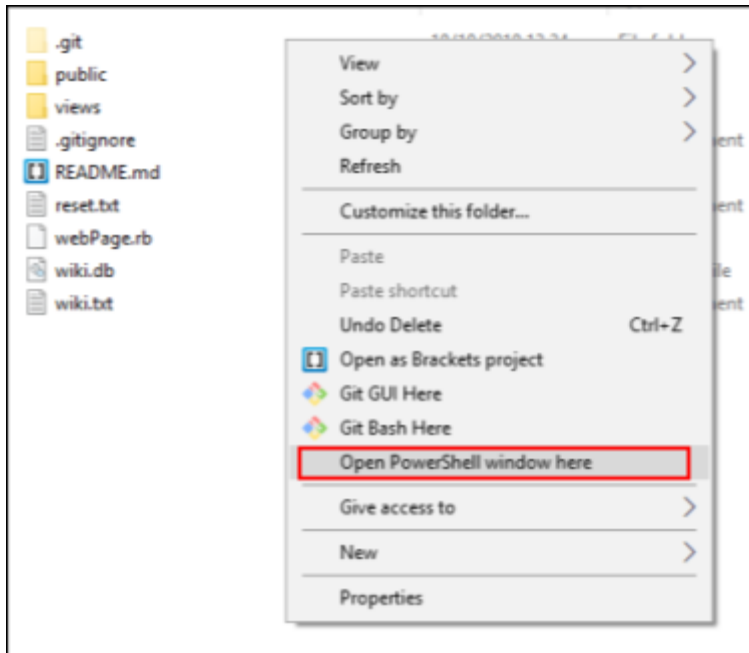 .git
public
views
.gitignore
README.md
reset.txt
webPage.rb
wiki.db
wiki.txt
View
Sort by
Group by
Refresh
Customize this folder...
Paste
Paste shortcut
Undo Delete Ctrl+Z
Open as Brackets project
Git GUI Here
Git Bash Here
Open PowerShell window here
Give access to
New
Properties